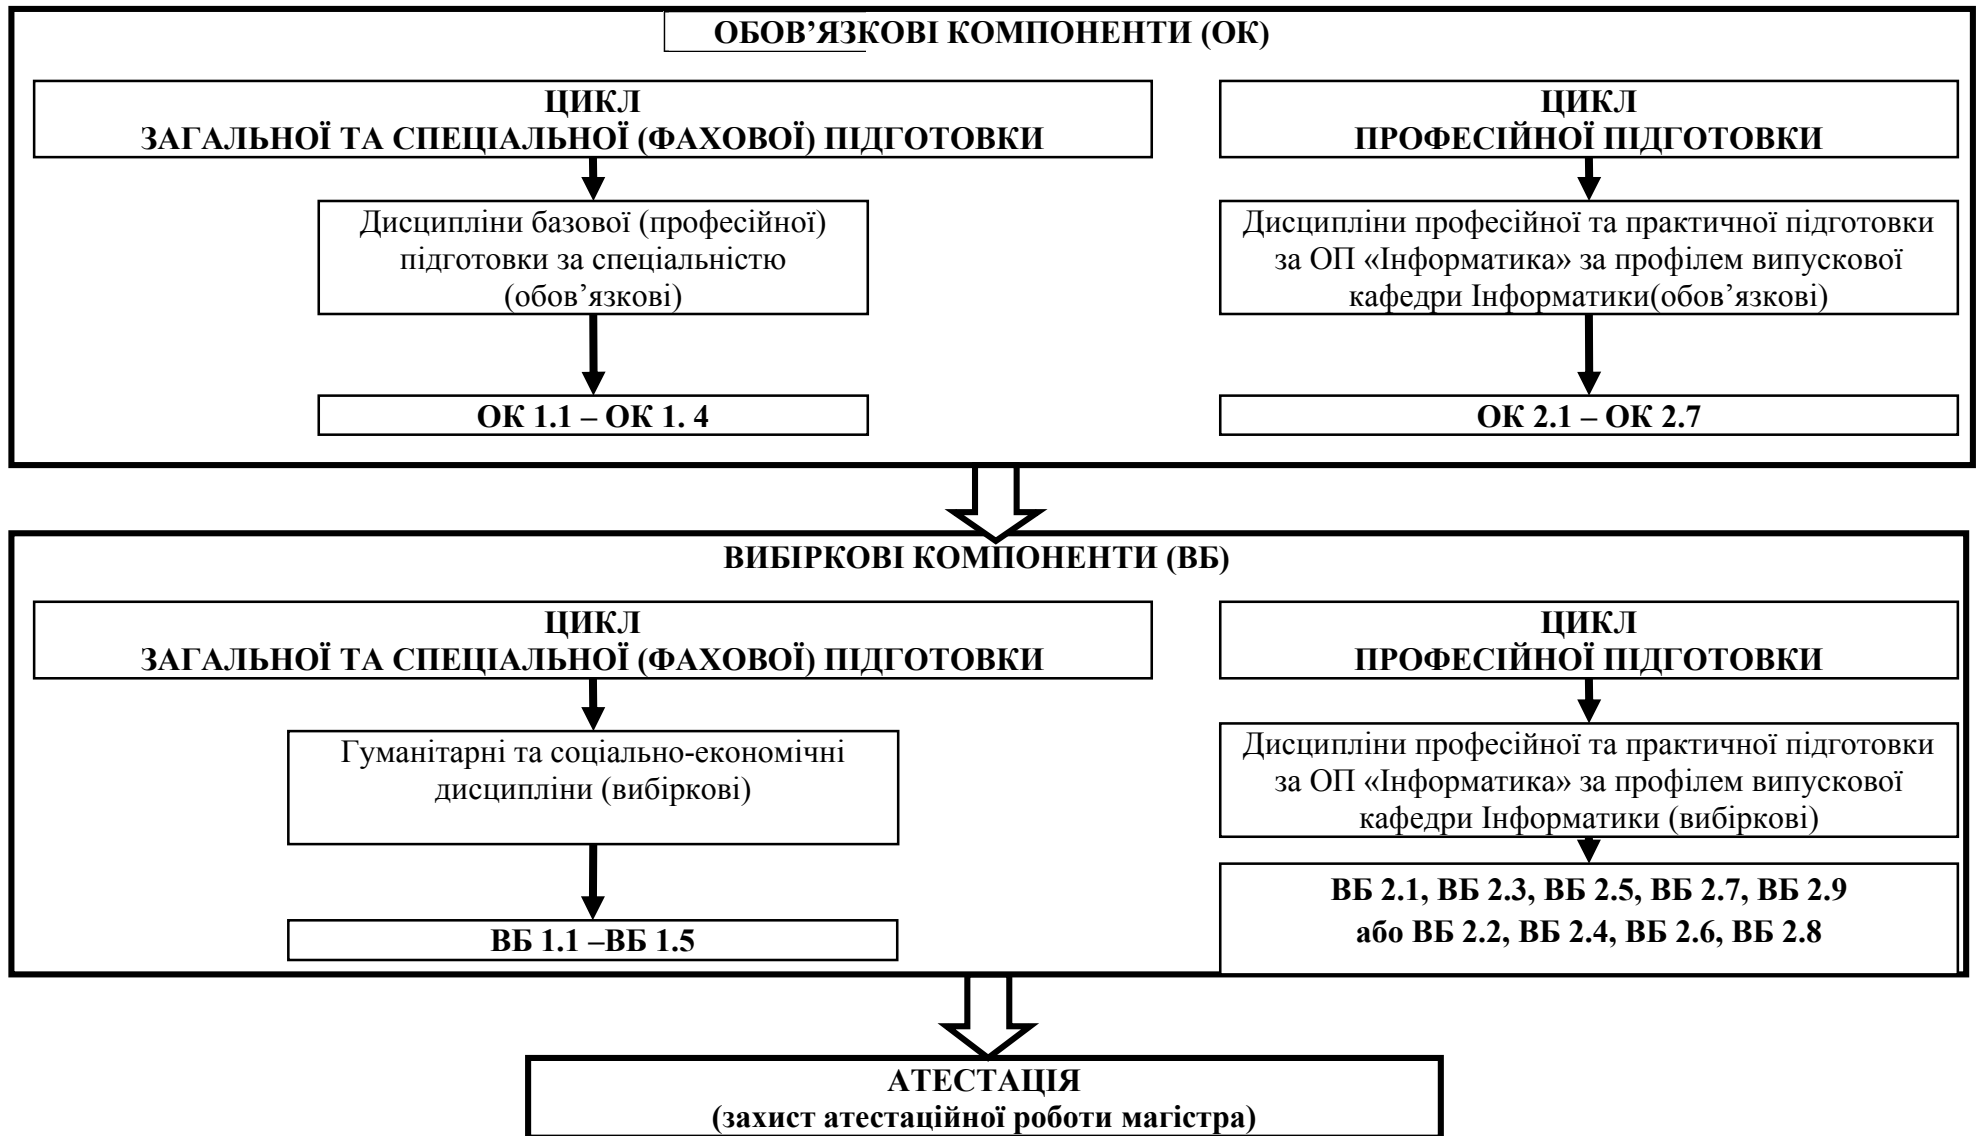 ОБОВ’ЯЗКОВІ КОМПОНЕНТИ (ОК)
ЦИКЛ
ЗАГАЛЬНОЇ ТА СПЕЦІАЛЬНОЇ (ФАХОВОЇ) ПІДГОТОВКИ
Дисципліни базової (професійної)
підготовки за спеціальністю
(обов’язкові)
ОК 1.1 – ОК 1. 4
ЦИКЛ
ПРОФЕСІЙНОЇ ПІДГОТОВКИ
Дисципліни професійної та практичної підготовки
за ОП «Інформатика» за профілем випускової
кафедри Інформатики(обов’язкові)
ОК 2.1 – ОК 2.7
ВИБІРКОВІ КОМПОНЕНТИ (ВБ)
ЦИКЛ
ЗАГАЛЬНОЇ ТА СПЕЦІАЛЬНОЇ (ФАХОВОЇ) ПІДГОТОВКИ
Гуманітарні та соціально-економічні
дисципліни (вибіркові)
ВБ 1.1 –ВБ 1.5
ЦИКЛ
ПРОФЕСІЙНОЇ ПІДГОТОВКИ
Дисципліни професійної та практичної підготовки
за ОП «Інформатика» за профілем випускової
кафедри Інформатики (вибіркові)
ВБ 2.1, ВБ 2.3, ВБ 2.5, ВБ 2.7, ВБ 2.9
або ВБ 2.2, ВБ 2.4, ВБ 2.6, ВБ 2.8
АТЕСТАЦІЯ
(захист атестаційної роботи магістра)